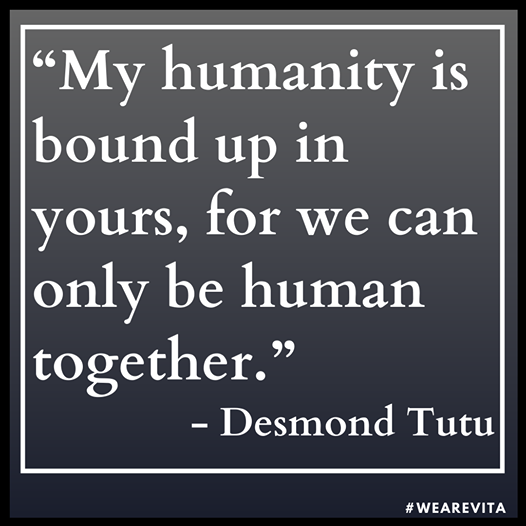 “My humanity is
bound up in
yours, for we can
only be human
together.”
- Desmond Tutu
#WEAREVITA